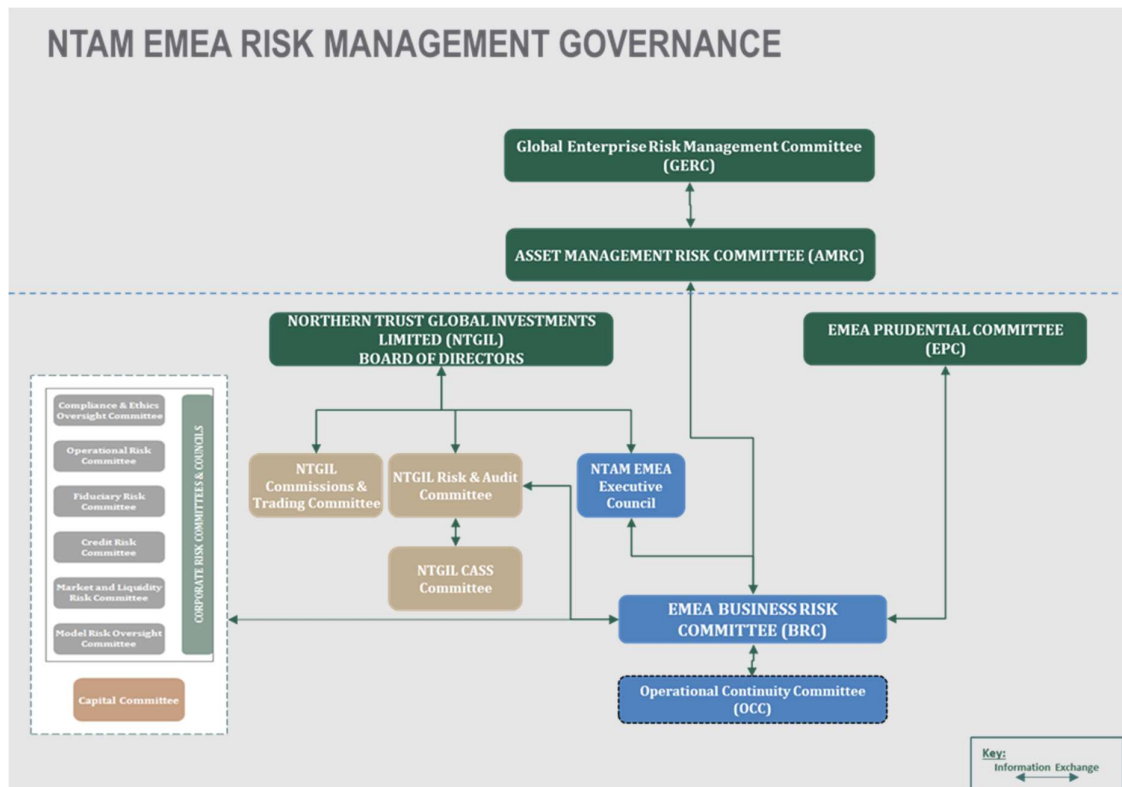 NTAM EMEA RISK MANAGEMENT GOVERNANCE
Global Enterprise Risk Management Committee
(GERC)
ASSET MANAGEMENT RISK COMMITTEE (AMRC)
NORTHERN TRUST GLOBAL INVESTMENTS
LIMITED (NTGIL)
BOARD OF DIRECTORS
EMEA PRUDENTIAL COMMITTEE
(EPC)
Compliance & Ethics
Oversight Committee
Operational Risk
Committee
Fiduciary Risk
Committee
Credit Risk
Committee
Market and Liquidity
Risk Committee
Model Risk Oversight
Committee
CORPORATE RISK COMMITTEES & COUNCILS
Capital Committee
NTGIL
Commissions &
Trading Committee
NTGIL Risk & Audit
Committee
NTAM EMEA
Executive
Council
NTGIL CASS
Committee
EMEA BUSINESS RISK
COMMITTEE (BRC)
Operational Continuity Committee
(OCC)
Key:
Information Exchange